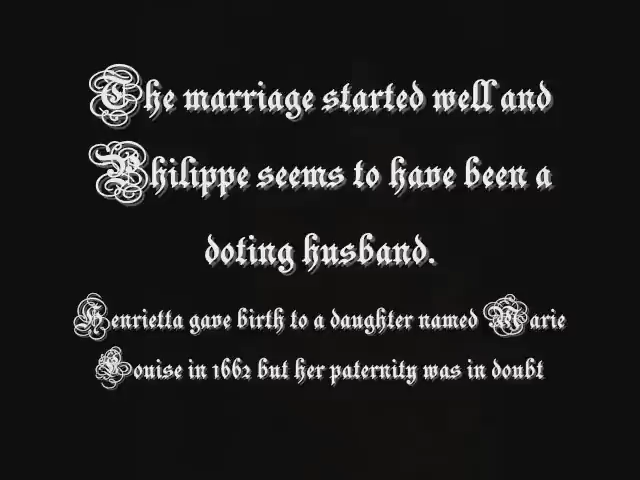 The marriage started well and
Philippe seems to have been a
doting husband.
Henrietta gave birth to a daughter named Marie
Louise in 1662 but her paternity was in doubt